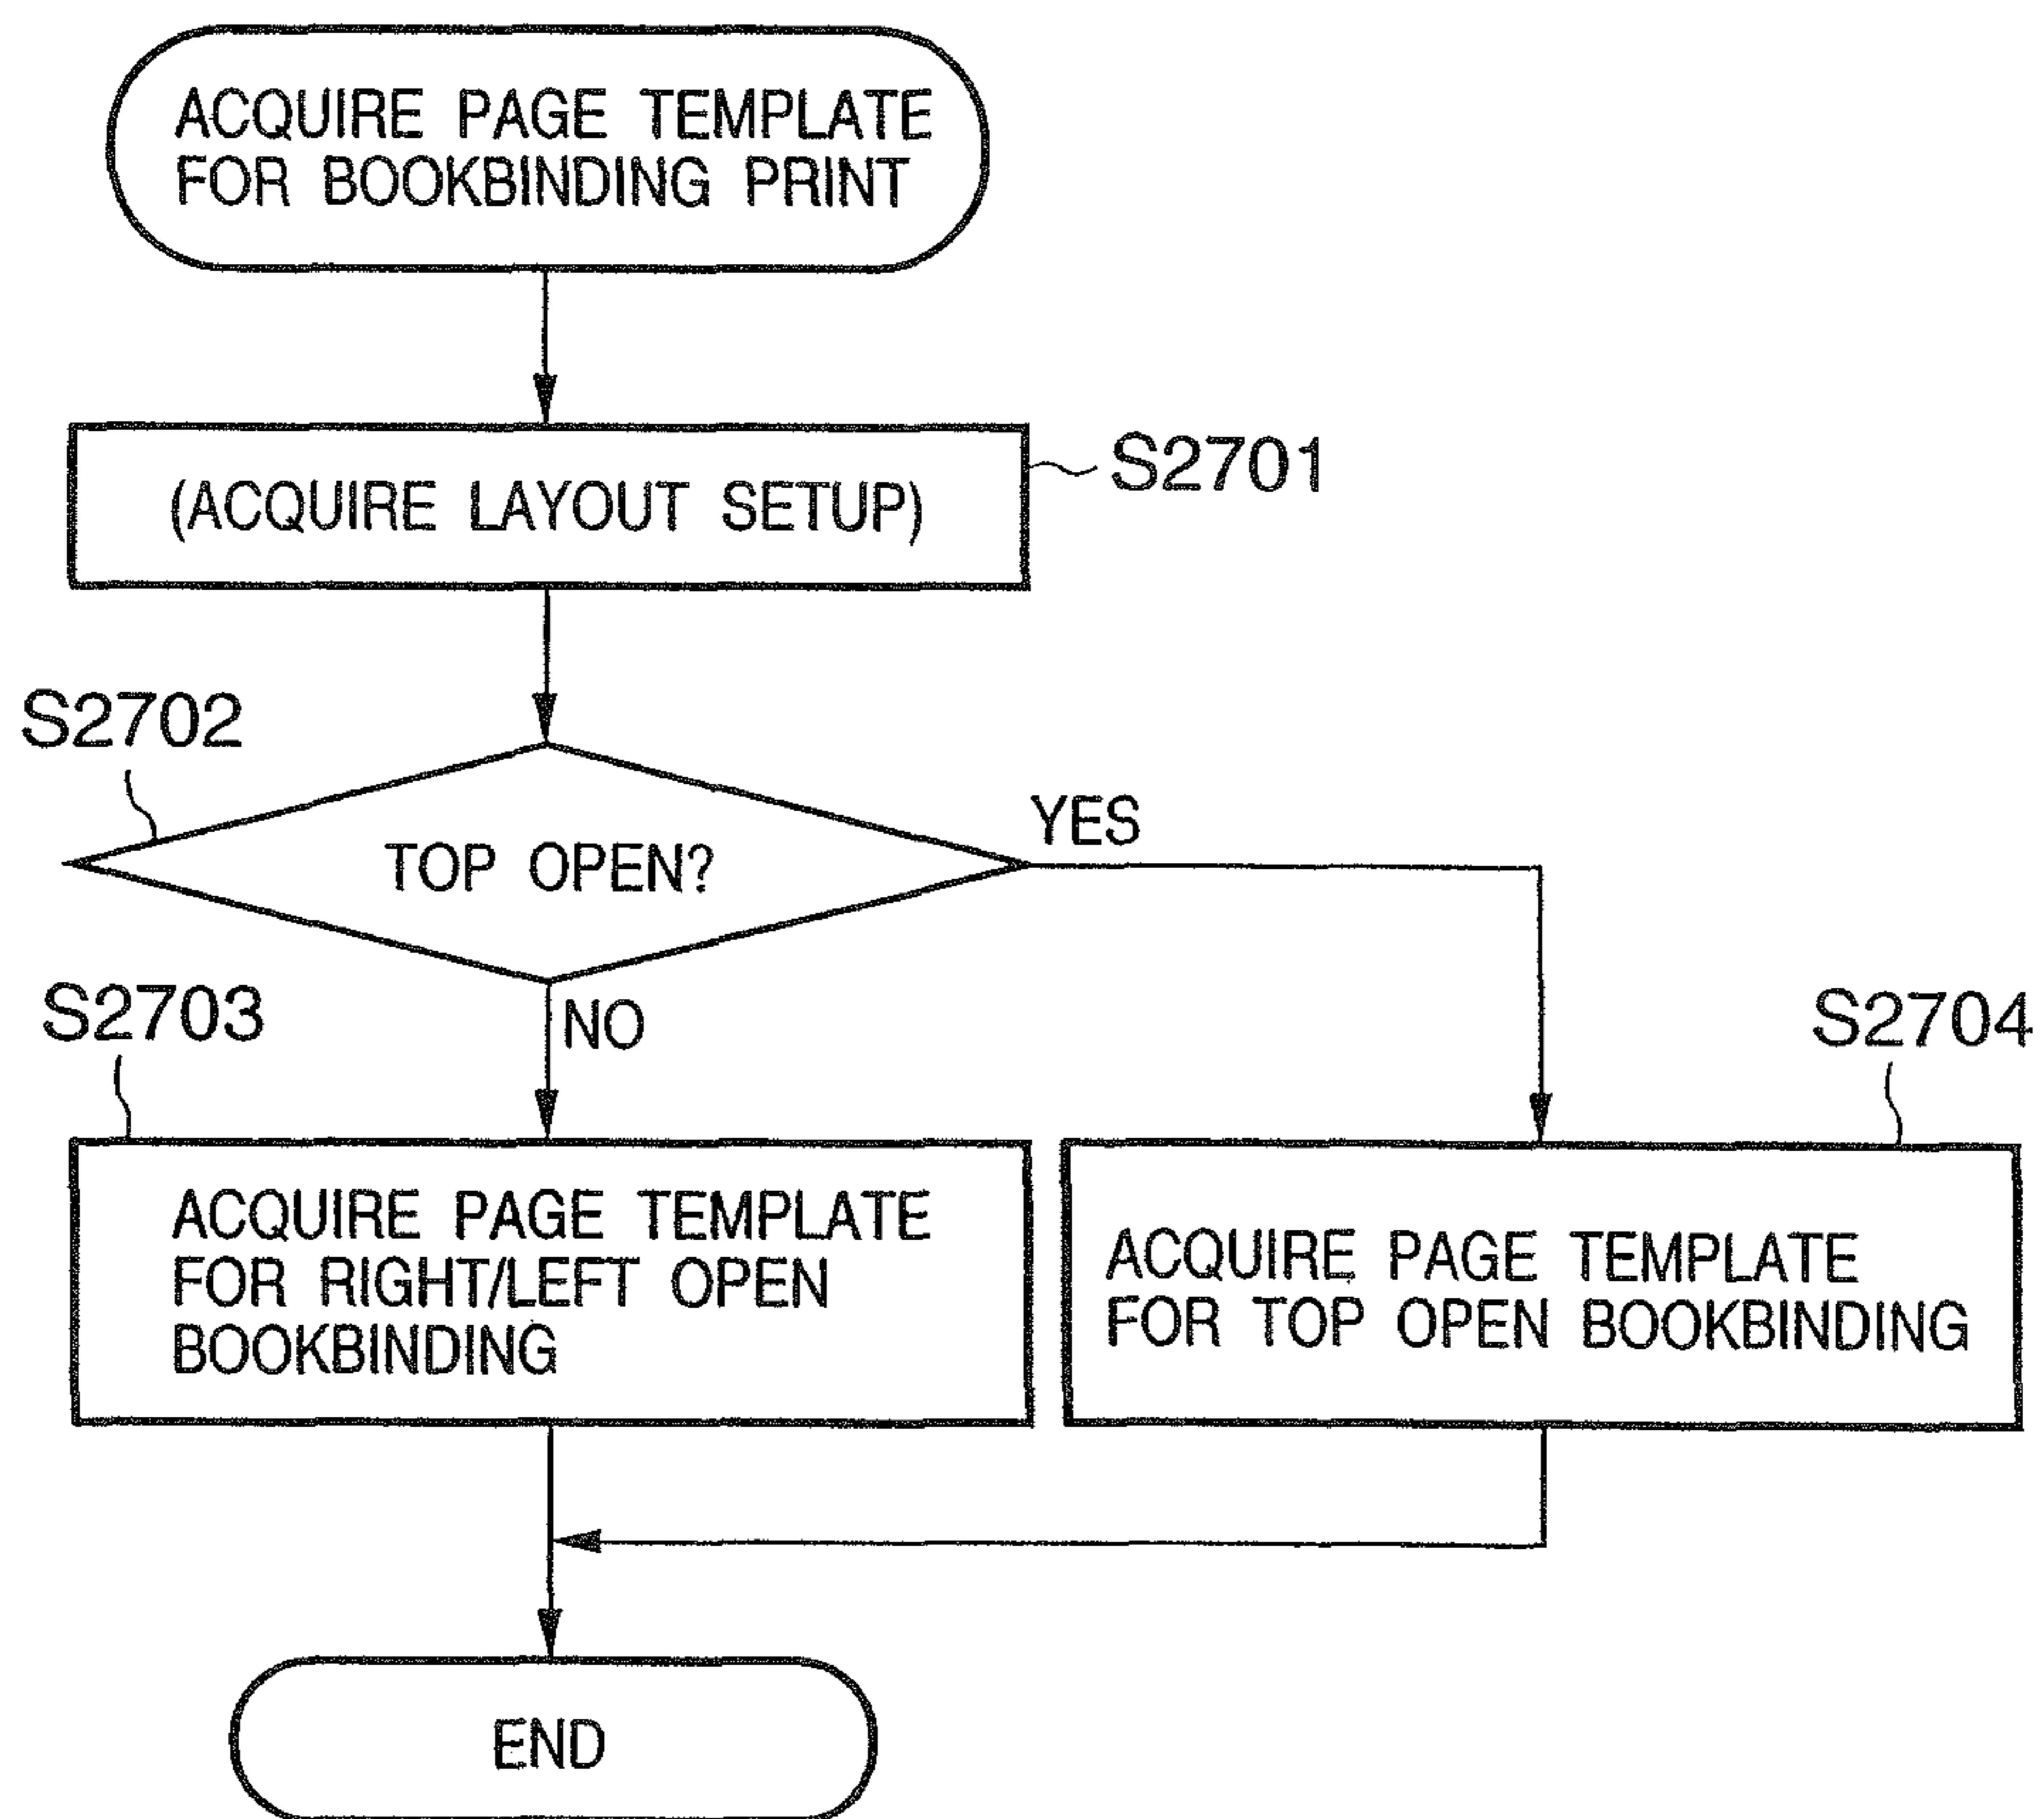 ACQUIRE PAGE TEMPLATE
FOR BOOKBINDING PRINT
(ACQUIRE LAYOUT SETUP)
S2701
S2702
TOP OPEN?
YES
NO
S2703
ACQUIRE PAGE TEMPLATE
FOR RIGHT/LEFT OPEN
BOOKBINDING
S2704
ACQUIRE PAGE TEMPLATE
FOR TOP OPEN BOOKBINDING
END